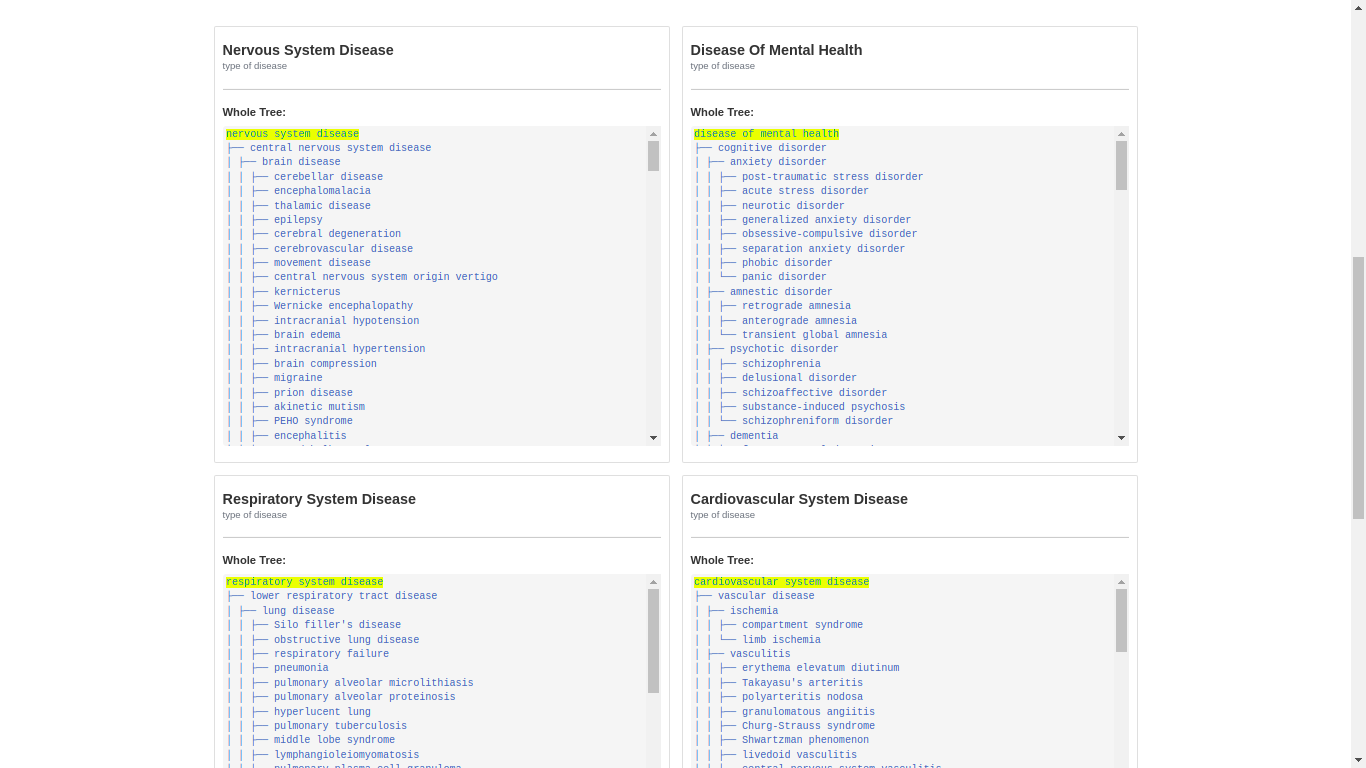 Nervous System Disease
type of disease
Whole Tree:
nervous system disease
├── central nervous system disease
│ ├── brain disease
│ │ ├── cerebellar disease
│ │ ├── encephalomalacia
│ │ ├── thalamic disease
│ │ ├── epilepsy
│ │ ├── cerebral degeneration
│ │ ├── cerebrovascular disease
│ │ ├── movement disease
│ │ ├── central nervous system origin vertigo
│ │ ├── kernicterus
│ │ ├── Wernicke encephalopathy
│ │ ├── intracranial hypotension
│ │ ├── brain edema
│ │ ├── intracranial hypertension
│ │ ├── brain compression
│ │ ├── migraine
│ │ ├── prion disease
│ │ ├── akinetic mutism
│ │ ├── PEHO syndrome
│ │ ├── encephalitis
Disease Of Mental Health
type of disease
Whole Tree:
disease of mental health
├── cognitive disorder
│ ├── anxiety disorder
│ │ ├── post-traumatic stress disorder
│ │ ├── acute stress disorder
│ │ ├── neurotic disorder
│ │ ├── generalized anxiety disorder
│ │ ├── obsessive-compulsive disorder
│ │ ├── separation anxiety disorder
│ │ ├── phobic disorder
│ │ └── panic disorder
│ ├── amnestic disorder
│ │ ├── retrograde amnesia
│ │ ├── anterograde amnesia
│ │ └── transient global amnesia
│ ├── psychotic disorder
│ │ ├── schizophrenia
│ │ ├── delusional disorder
│ │ ├── schizoaffective disorder
│ │ ├── substance-induced psychosis
│ │ └── schizophreniform disorder
│ ├── dementia
Respiratory System Disease
type of disease
Whole Tree:
respiratory system disease
├── lower respiratory tract disease
│ ├── lung disease
│ │ ├── Silo filler's disease
│ │ ├── obstructive lung disease
│ │ ├── respiratory failure
│ │ ├── pneumonia
│ │ ├── pulmonary alveolar microlithiasis
│ │ ├── pulmonary alveolar proteinosis
│ │ ├── hyperlucent lung
│ │ ├── pulmonary tuberculosis
│ │ ├── middle lobe syndrome
│ │ ├── lymphangioleiomyomatosis
│ │ ├── pulmonary plasma cell granuloma
Cardiovascular System Disease
type of disease
Whole Tree:
cardiovascular system disease
├── vascular disease
│ ├── ischemia
│ │ ├── compartment syndrome
│ │ └── limb ischemia
│ ├── vasculitis
│ │ ├── erythema elevatum diutinum
│ │ ├── Takayasu's arteritis
│ │ ├── polyarteritis nodosa
│ │ ├── granulomatous angiitis
│ │ ├── Churg-Strauss syndrome
│ │ ├── Shwartzman phenomenon
│ │ ├── livedoid vasculitis
│ │ ├── central nervous system vasculitis